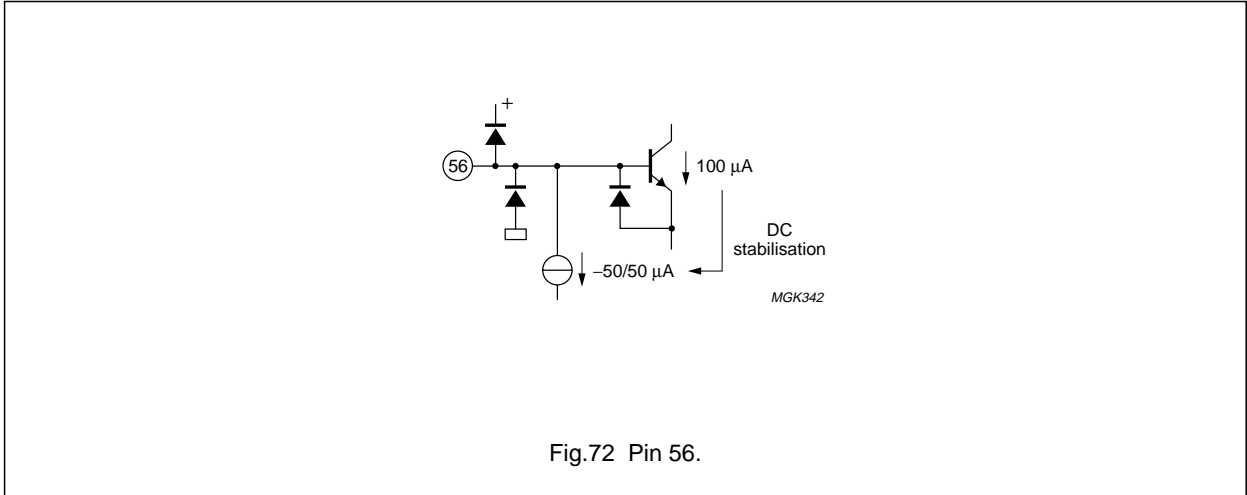 +
56
100 µA
DC
stabilisation
−50/50 µA
MGK342
Fig.72 Pin 56.